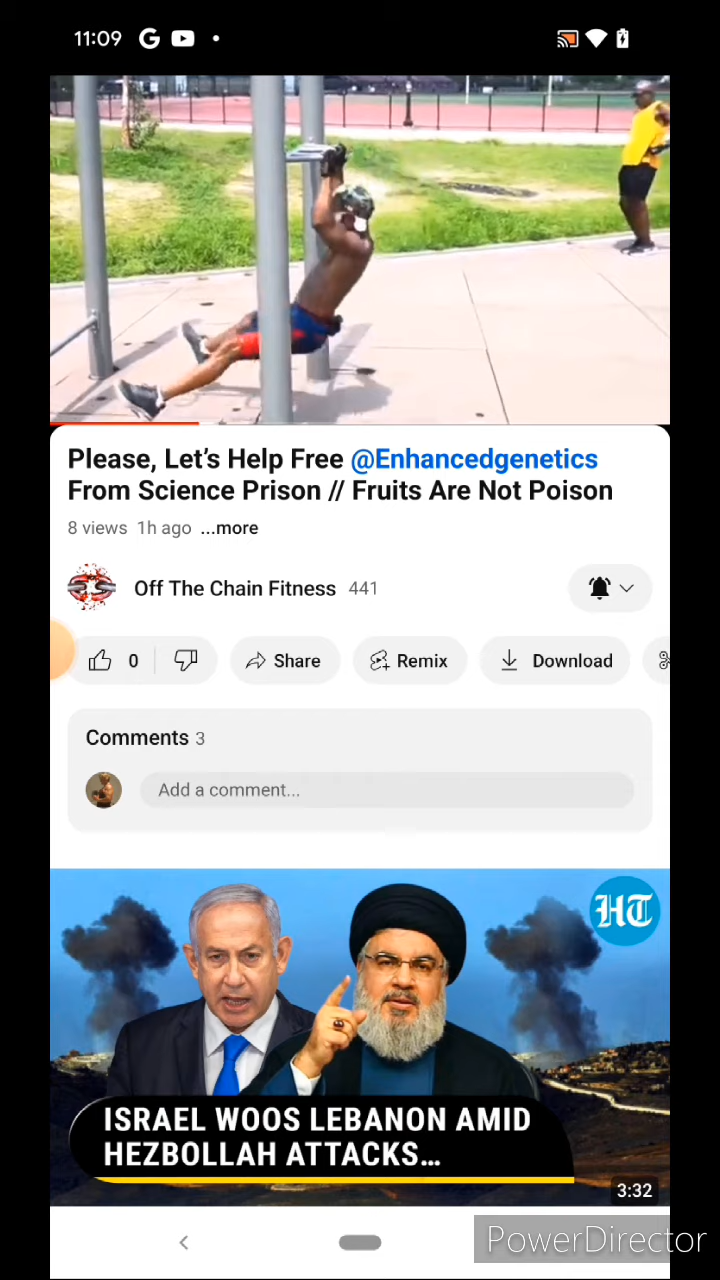 11:09
Please, Let’s Help Free @Enhancedgenetics
From Science Prison // Fruits Are Not Poison
8 views 1h ago ...more
Off The Chain Fitness 441
0 Share Remix Download
Comments 3
Add a comment...
HT
ISRAEL WOOS LEBANON AMID
HEZBOLLAH ATTACKS...
3:32
PowerDirector